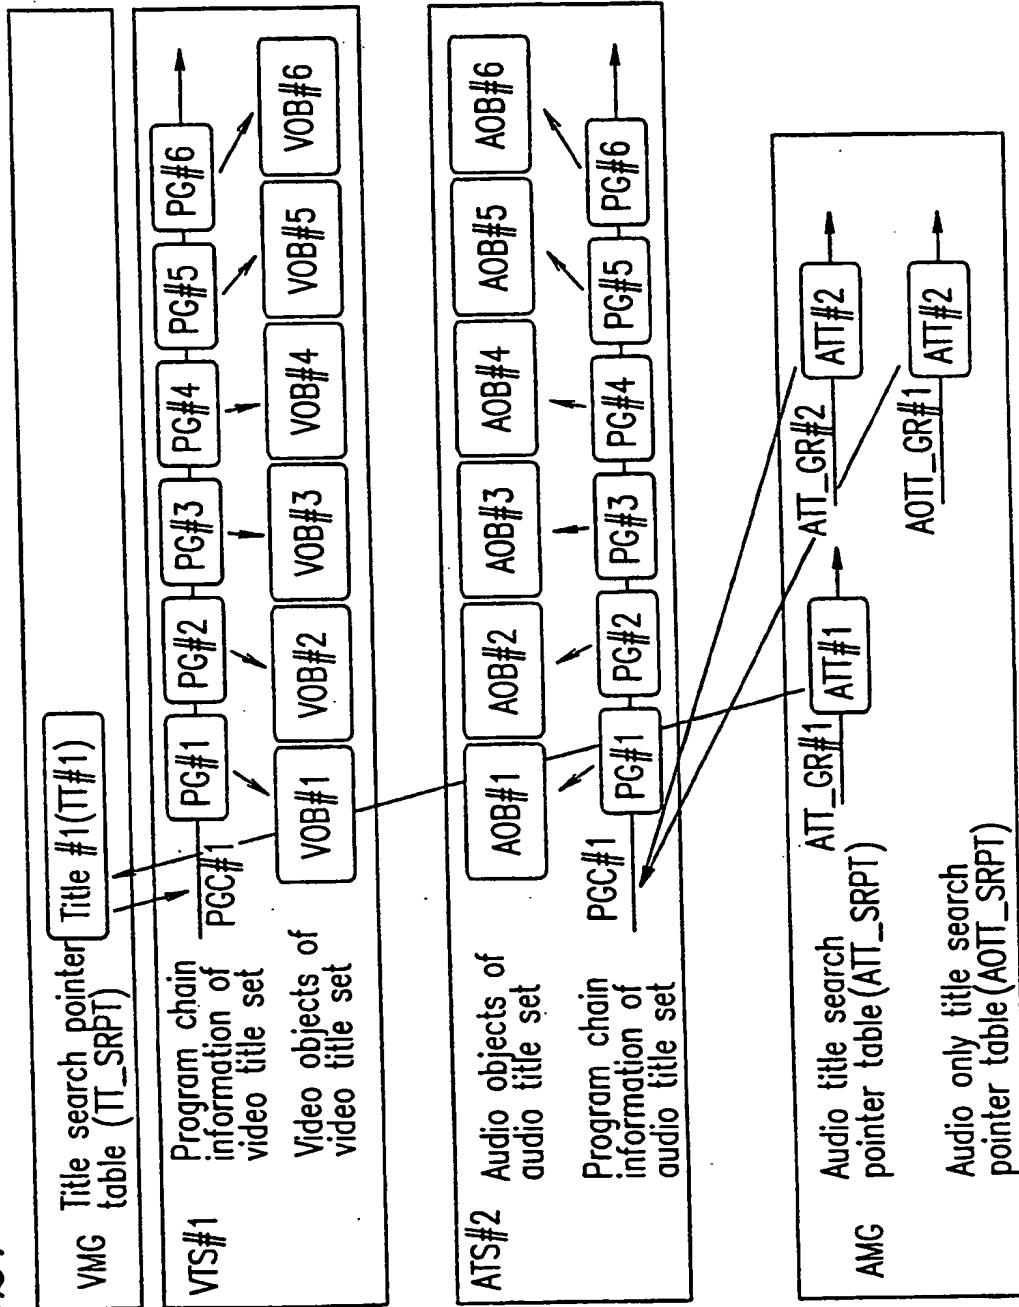 VMG
Title search pointer
table (TT_SRPT)
Title #1(TT#1)
VTS#1
Program chain
information of
video title set
PGC#1
PG#1
PG#2
PG#3
PG#4
PG#5
PG#6
Video objects of
video title set
VOB#1
VOB#2
VOB#3
VOB#4
VOB#5
VOB#6
ATS#2
Audio objects of
audio title set
AOB#1
AOB#2
AOB#3
AOB#4
AOB#5
AOB#6
Program chain
information of
audio title set
PGC#1
PG#1
PG#2
PG#3
PG#4
PG#5
PG#6
AMG
Audio title search
pointer table(ATT_SRPT)
ATT_GR#1
ATT#1
ATT_GR#2
ATT#2
Audio only title search
pointer table(AOTT_SRPT)
AOTT_GR#1
ATT#2